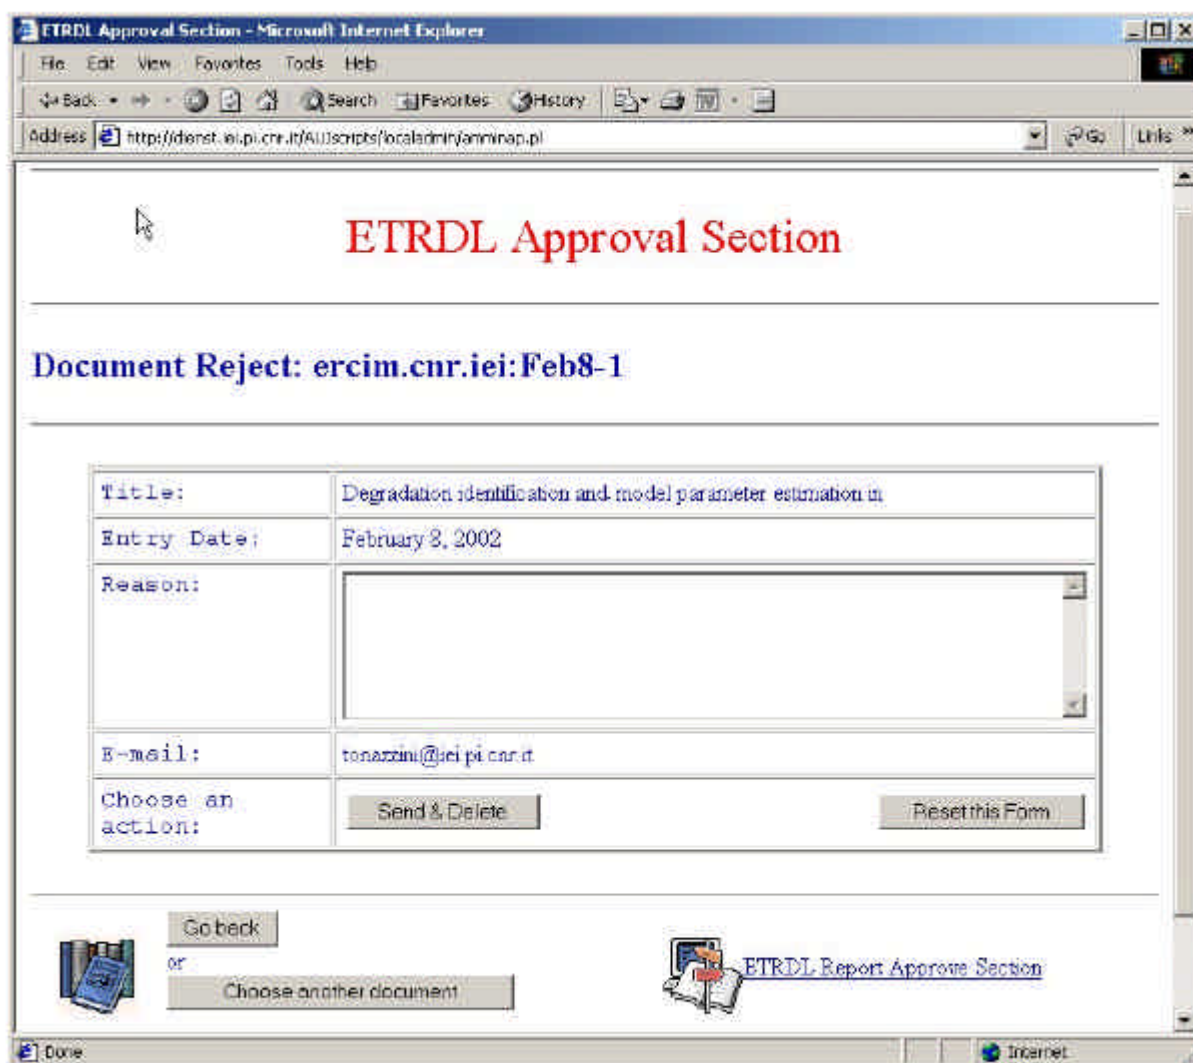 ETRDL Approval Section - Microsoft Internet Explorer
File Edit View Favorites Tools Help
Back Search Favorites History
Address http://dienst.iei.pi.cnr.it/AUIscripts/localadmin/amminap.pl Go Links »
ETRDL Approval Section
Document Reject: ercim.cnr.iei:Feb8-1
Title: Degradation identification and model parameter estimation in
Entry Date: February 8, 2002
Reason:
E-mail: tonazzini@iei.pi.cnr.it
Choose an
action:
Send & Delete Reset this Form
Go back
or
Choose another document
ETRDL Report Approve Section
Done Internet